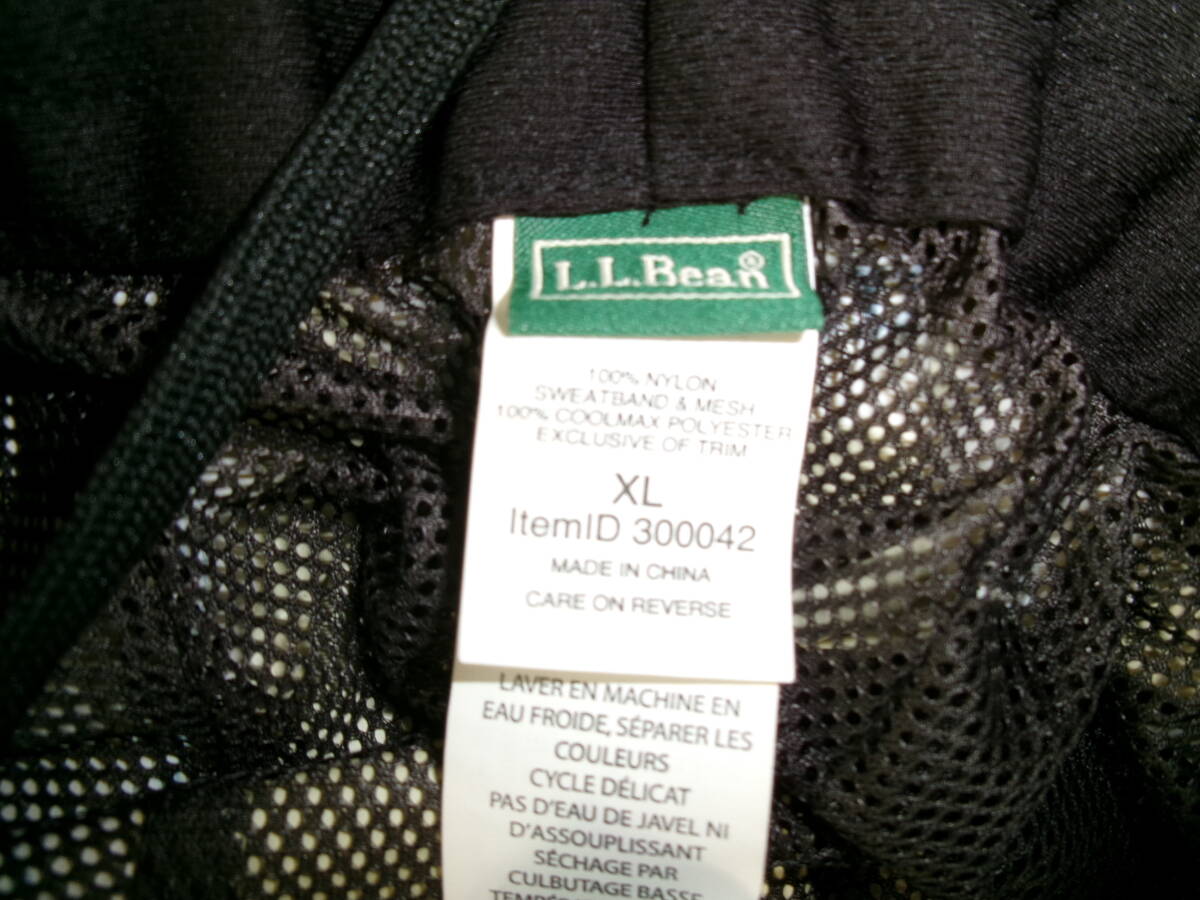 L.L.Bean®
100% NYLON
SWEATBAND & MESH
100% COOLMAX POLYESTER
EXCLUSIVE OF TRIM
XL
ItemID 300042
MADE IN CHINA
CARE ON REVERSE
LAVER EN MACHINE EN
EAU FROIDE, SÉPARER LES
COULEURS
CYCLE DÉLICAT
PAS D'EAU DE JAVEL NI
D'ASSOUPLISSANT
SÉCHAGE PAR
CULBUTAGE BASSE